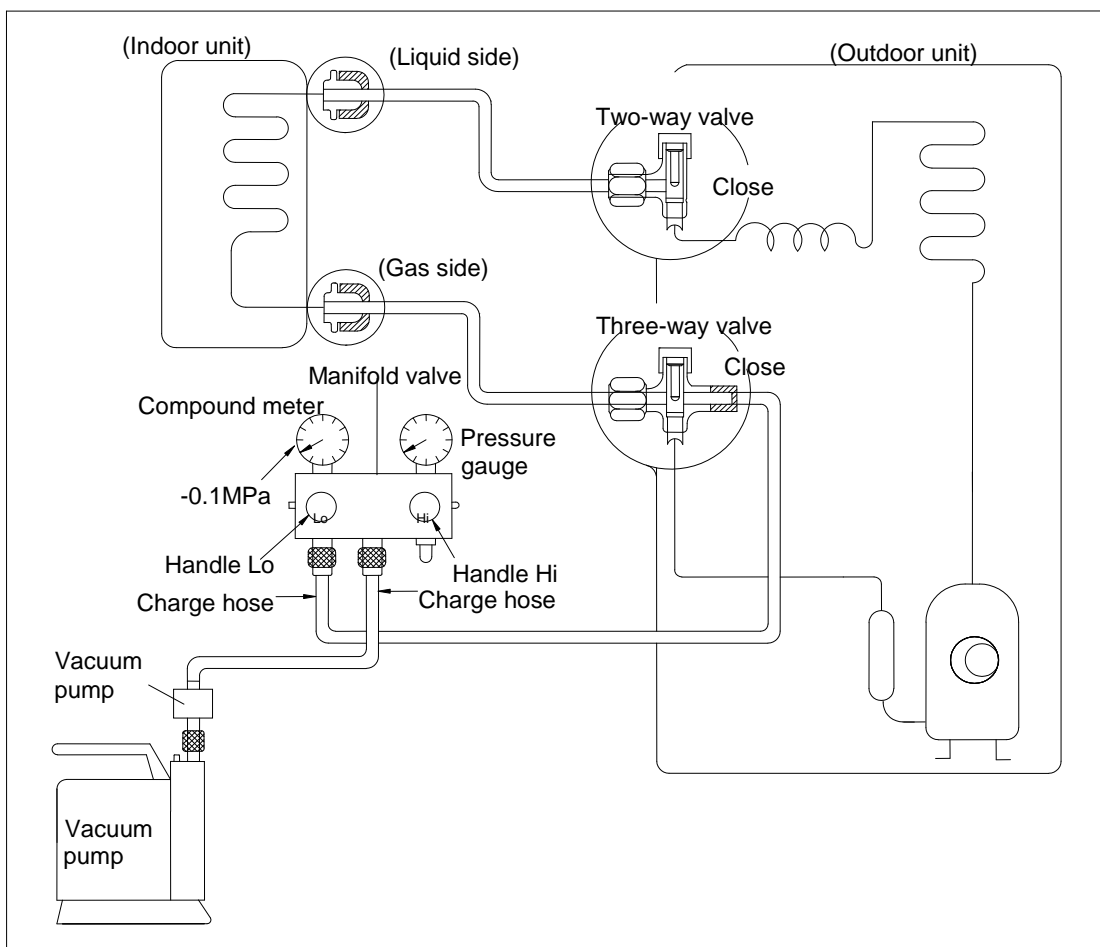 (Indoor unit)
(Liquid side)
(Outdoor unit)
Two-way valve
Close
(Gas side)
Three-way valve
Close
Manifold valve
Compound meter
Pressure
gauge
-0.1MPa
Lo
Hi
Handle Lo
Handle Hi
Charge hose
Charge hose
Vacuum
pump
Vacuum
pump